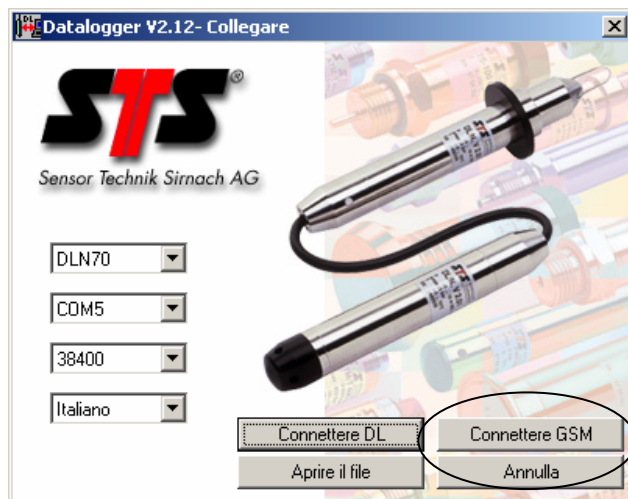 Datalogger V2.12- Collegare
STS®
Sensor Technik Sirnach AG
DLN70
COM5
38400
Italiano
Connettere DL
Connettere GSM
Aprire il file
Annulla